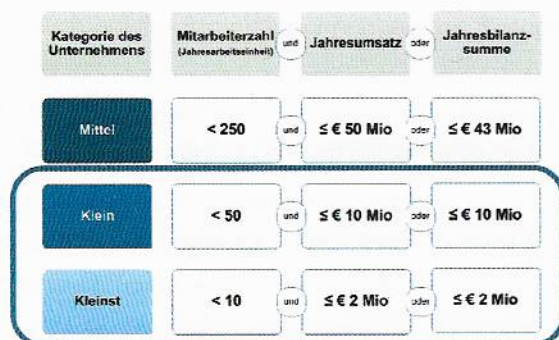 Kategorie des
Unternehmens
Mitarbeiterzahl
(Jahresarbeitseinheit)
und
Jahresumsatz
oder
Jahresbilanz-
summe
Mittel
< 250
und
≤ € 50 Mio
oder
≤ € 43 Mio
Klein
< 50
und
≤ € 10 Mio
oder
≤ € 10 Mio
Kleinst
< 10
und
≤ € 2 Mio
oder
≤ € 2 Mio